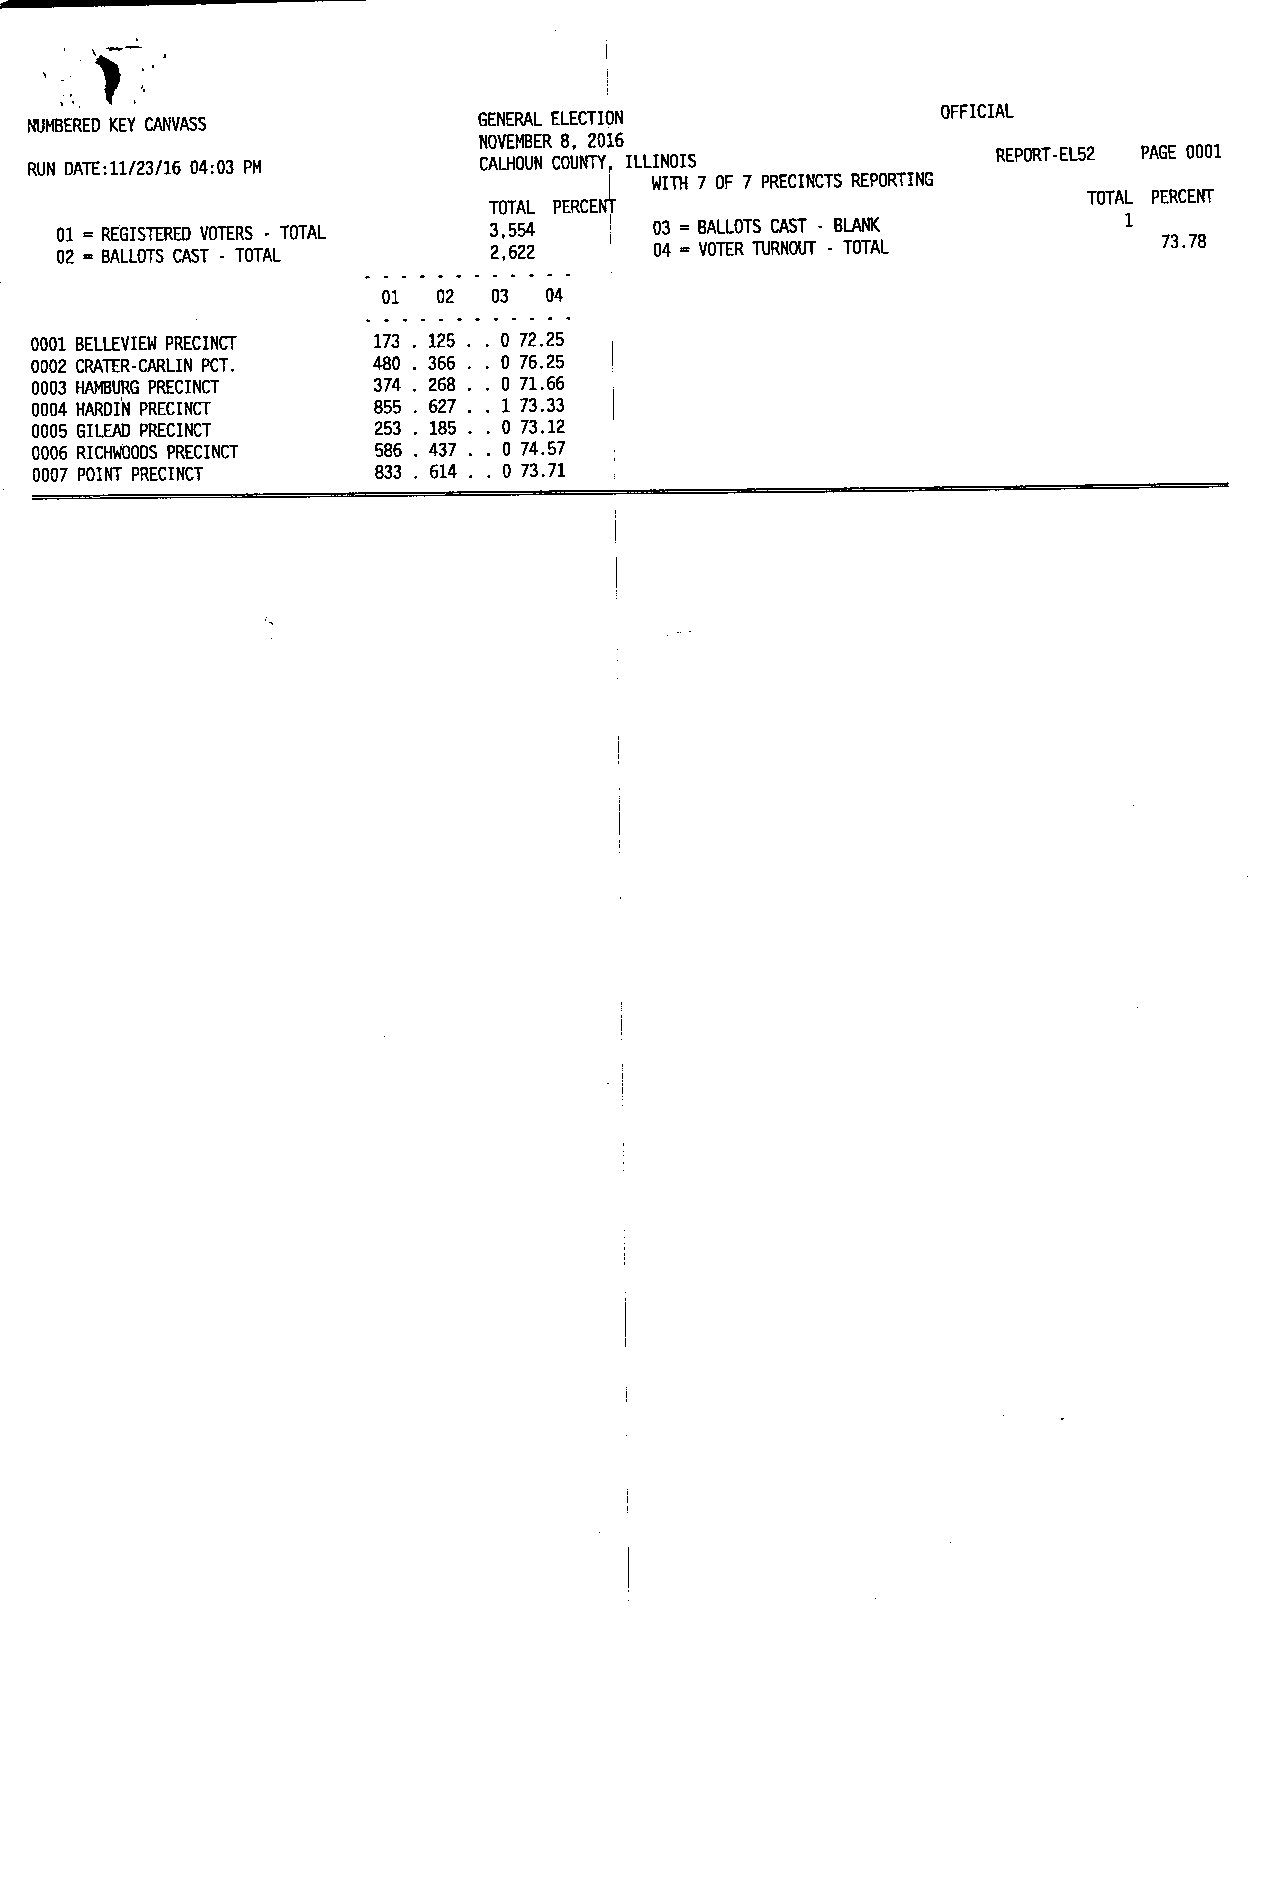 NUMBERED KEY CANVASS
GENERAL ELECTION
OFFICIAL
NOVEMBER 8, 2016
RUN DATE:11/23/16 04:03 PM
CALHOUN COUNTY, ILLINOIS
REPORT-EL52 PAGE 0001
WITH 7 OF 7 PRECINCTS REPORTING
TOTAL PERCENT TOTAL PERCENT
01 = REGISTERED VOTERS - TOTAL 3,554 03 = BALLOTS CAST - BLANK 1
02 = BALLOTS CAST - TOTAL 2,622 04 = VOTER TURNOUT - TOTAL 73.78
- - - - - - - - - - - -
01 02 03 04
- - - - - - - - - - - -
0001 BELLEVIEW PRECINCT 173 . 125 . . 0 72.25
0002 CRATER-CARLIN PCT. 480 . 366 . . 0 76.25
0003 HAMBURG PRECINCT 374 . 268 . . 0 71.66
0004 HARDIN PRECINCT 855 . 627 . . 1 73.33
0005 GILEAD PRECINCT 253 . 185 . . 0 73.12
0006 RICHWOODS PRECINCT 586 . 437 . . 0 74.57
0007 POINT PRECINCT 833 . 614 . . 0 73.71